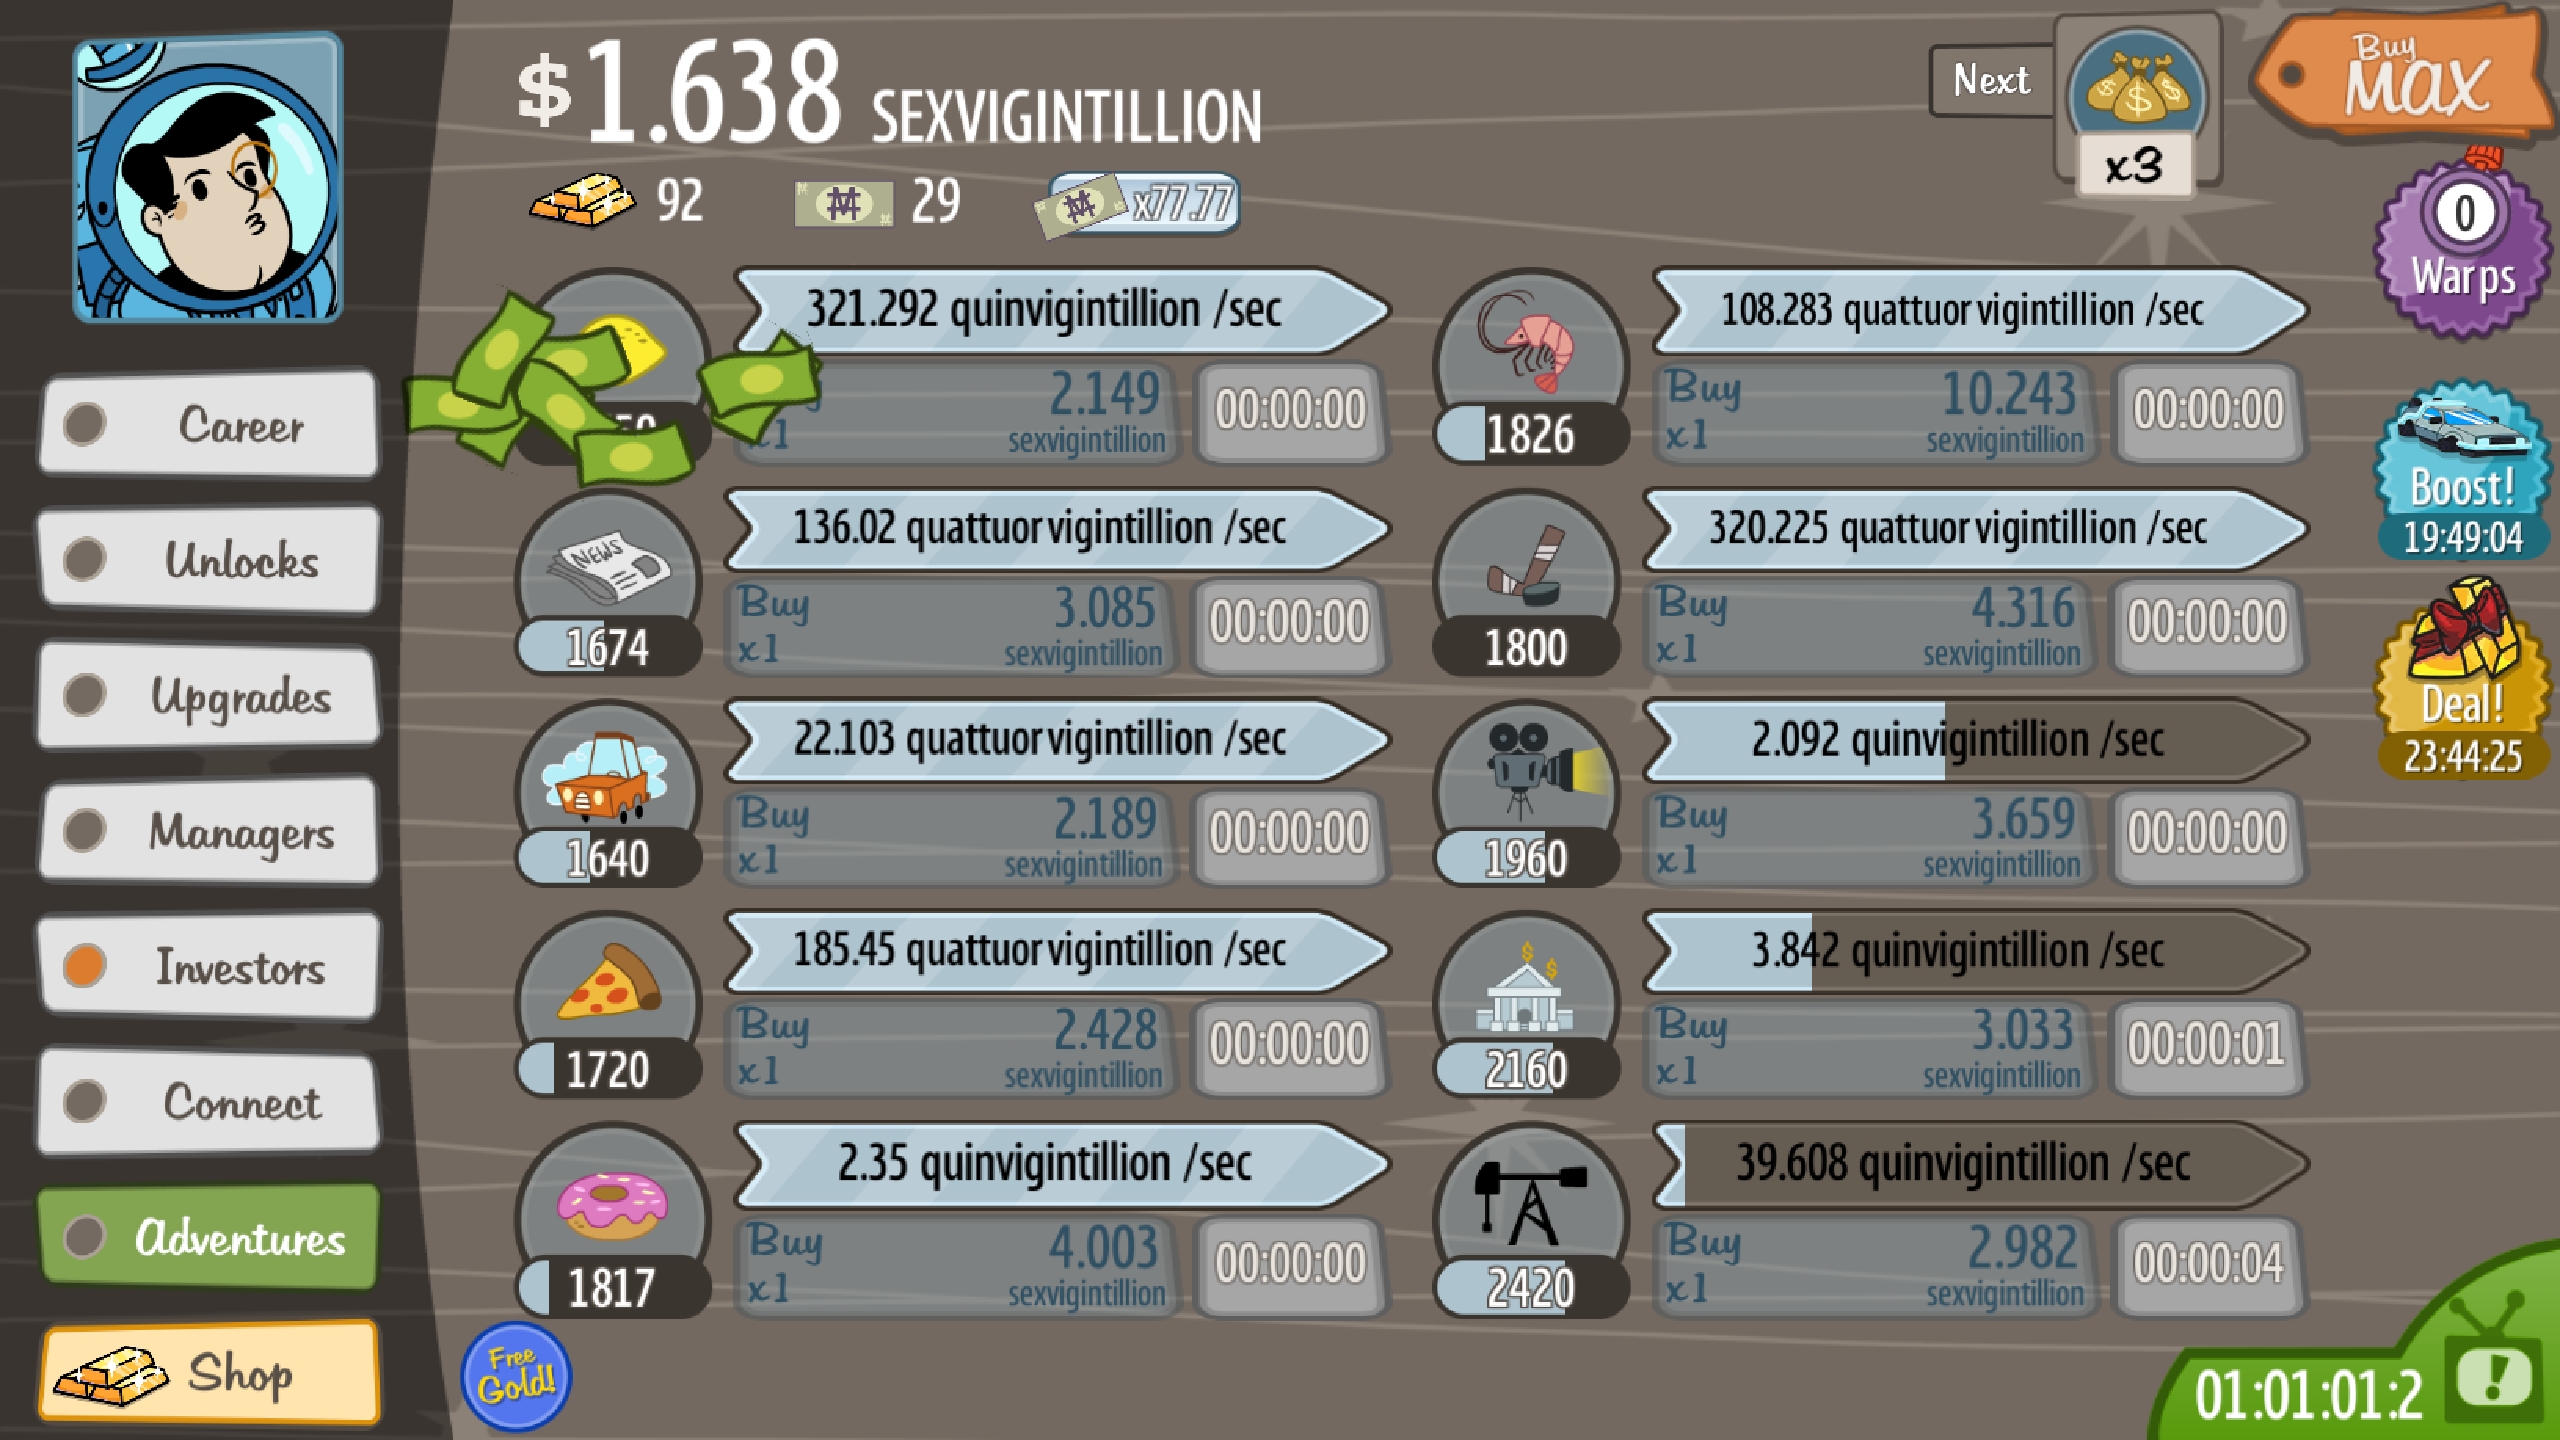 $1.638 SEXVIGINTILLION
92 29 x77.77
Next
x3
Buy
MAX
0
Warps
Boost!
19:49:04
Deal!
23:44:25
Career
Unlocks
Upgrades
Managers
Investors
Connect
Adventures
Shop
321.292 quinvigintillion /sec
2.149
x1 sexvigintillion
00:00:00
NEWS
1674
136.02 quattuorvigintillion /sec
Buy 3.085
x1 sexvigintillion
00:00:00
1640
22.103 quattuorvigintillion /sec
Buy 2.189
x1 sexvigintillion
00:00:00
1720
185.45 quattuorvigintillion /sec
Buy 2.428
x1 sexvigintillion
00:00:00
1817
2.35 quinvigintillion /sec
Buy 4.003
x1 sexvigintillion
00:00:00
1826
108.283 quattuorvigintillion /sec
Buy 10.243
x1 sexvigintillion
00:00:00
1800
320.225 quattuorvigintillion /sec
Buy 4.316
x1 sexvigintillion
00:00:00
1960
2.092 quinvigintillion /sec
Buy 3.659
x1 sexvigintillion
00:00:00
2160
3.842 quinvigintillion /sec
Buy 3.033
x1 sexvigintillion
00:00:01
2420
39.608 quinvigintillion /sec
Buy 2.982
x1 sexvigintillion
00:00:04
Free
Gold!
01:01:01:2